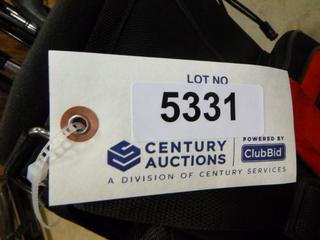 LOT NO
5331
CENTURY
AUCTIONS
POWERED BY
ClubBid
A DIVISION OF CENTURY SERVICES